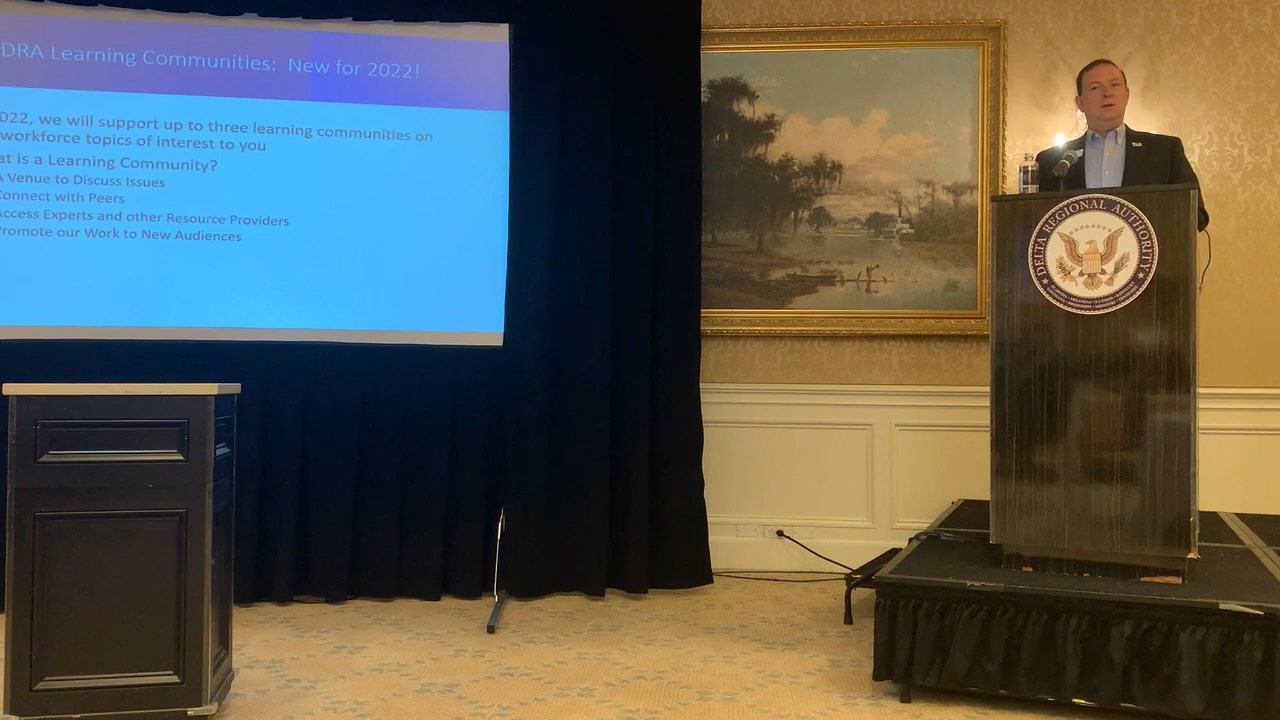 DRA Learning Communities: New for 2022!
022, we will support up to three learning communities on
workforce topics of interest to you
at is a Learning Community?
A Venue to Discuss Issues
Connect with Peers
Access Experts and other Resource Providers
Promote our Work to New Audiences
DELTA REGIONAL AUTHORITY